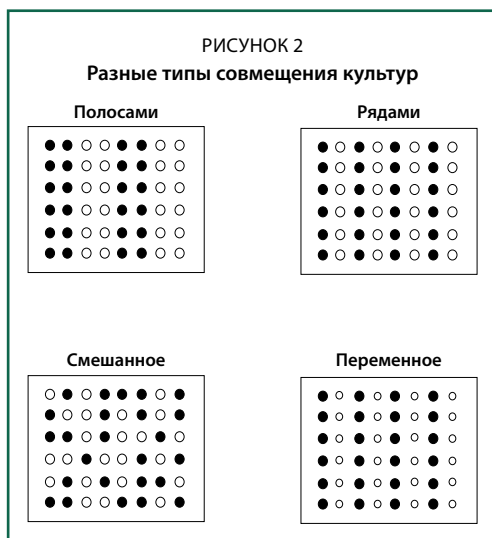 РИСУНОК 2
Разные типы совмещения культур
Полосами
Рядами
Смешанное
Переменное